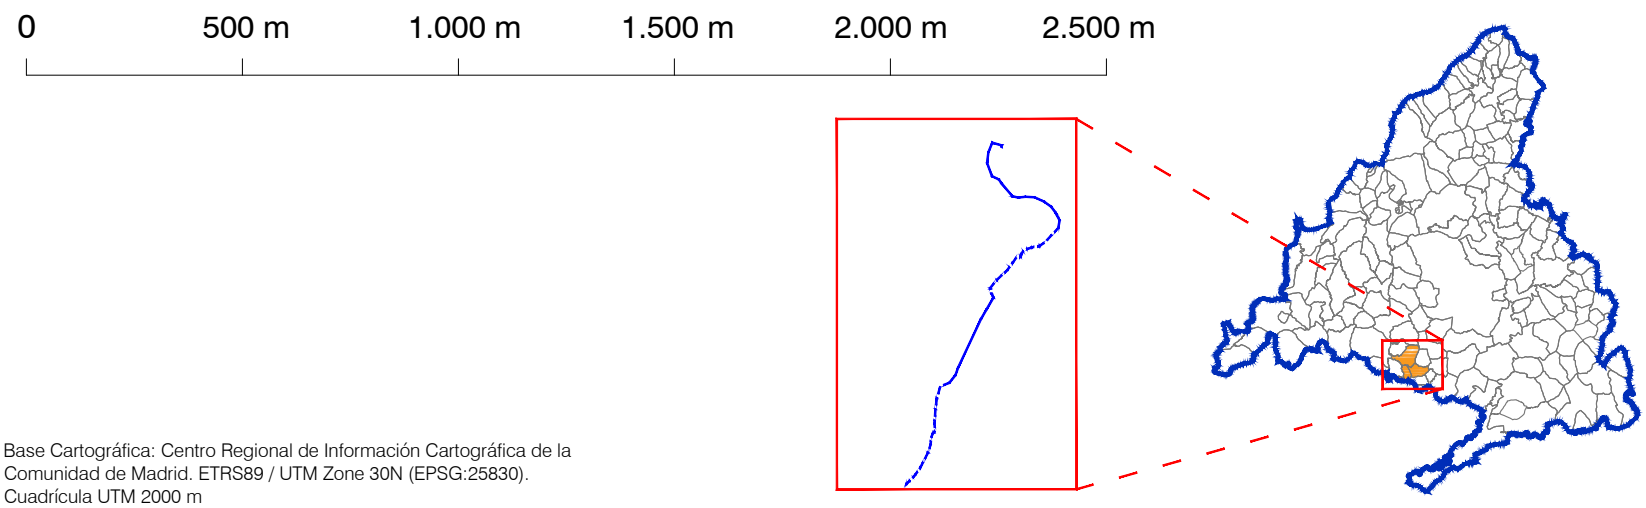 0 500 m 1.000 m 1.500 m 2.000 m 2.500 m
Base Cartográfica: Centro Regional de Información Cartográfica de la
Comunidad de Madrid. ETRS89 / UTM Zone 30N (EPSG:25830).
Cuadrícula UTM 2000 m